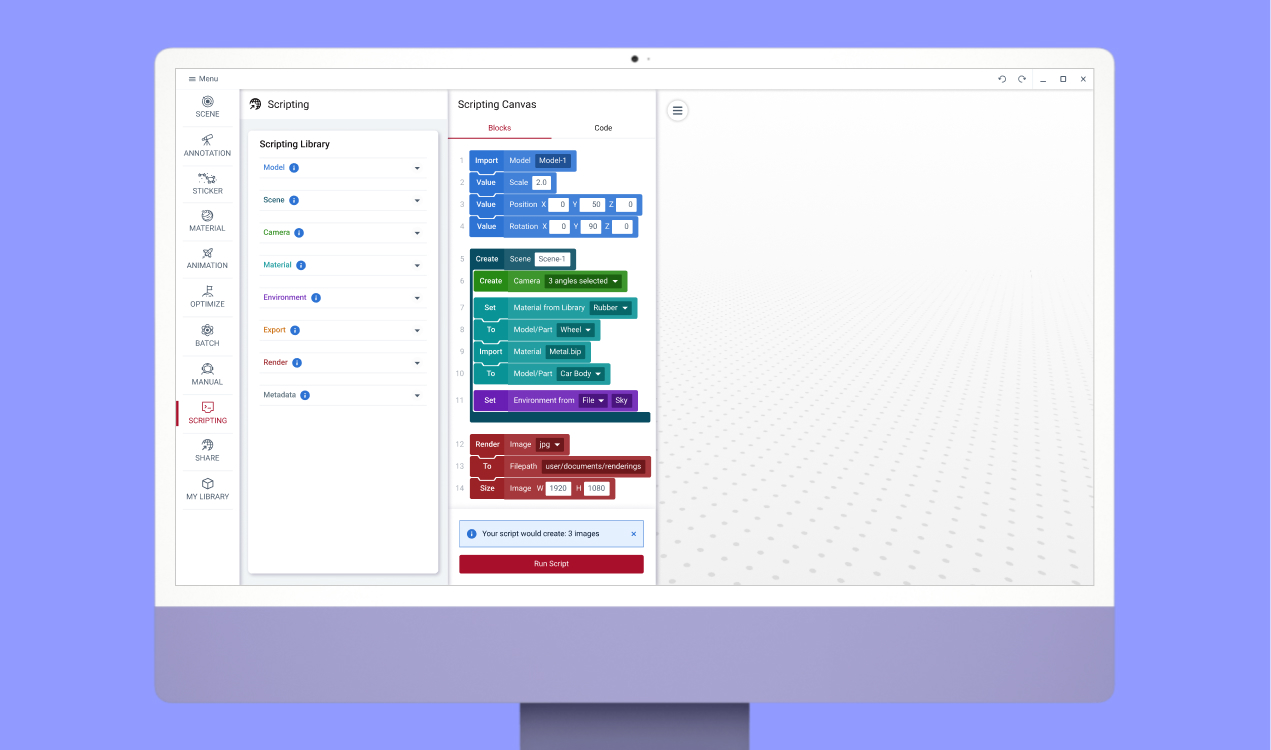 Menu
SCENE
ANNOTATION
STICKER
MATERIAL
ANIMATION
OPTIMIZE
BATCH
MANUAL
SCRIPTING
SHARE
MY LIBRARY
Scripting
Scripting Library
Model
Scene
Camera
Material
Environment
Export
Render
Metadata
Scripting Canvas
Blocks Code
1 Import Model Model-1
2 Value Scale 2.0
3 Value Position X 0 Y 50 Z 0
4 Value Rotation X 0 Y 90 Z 0
5 Create Scene Scene-1
6 Create Camera 3 angles selected
7 Set Material from Library Rubber
8 To Model/Part Wheel
9 Import Material Metal.bip
10 To Model/Part Car Body
11 Set Environment from File Sky
12 Render Image jpg
13 To Filepath user/documents/renderings
14 Size Image W 1920 H 1080
Your script would create: 3 images
Run Script